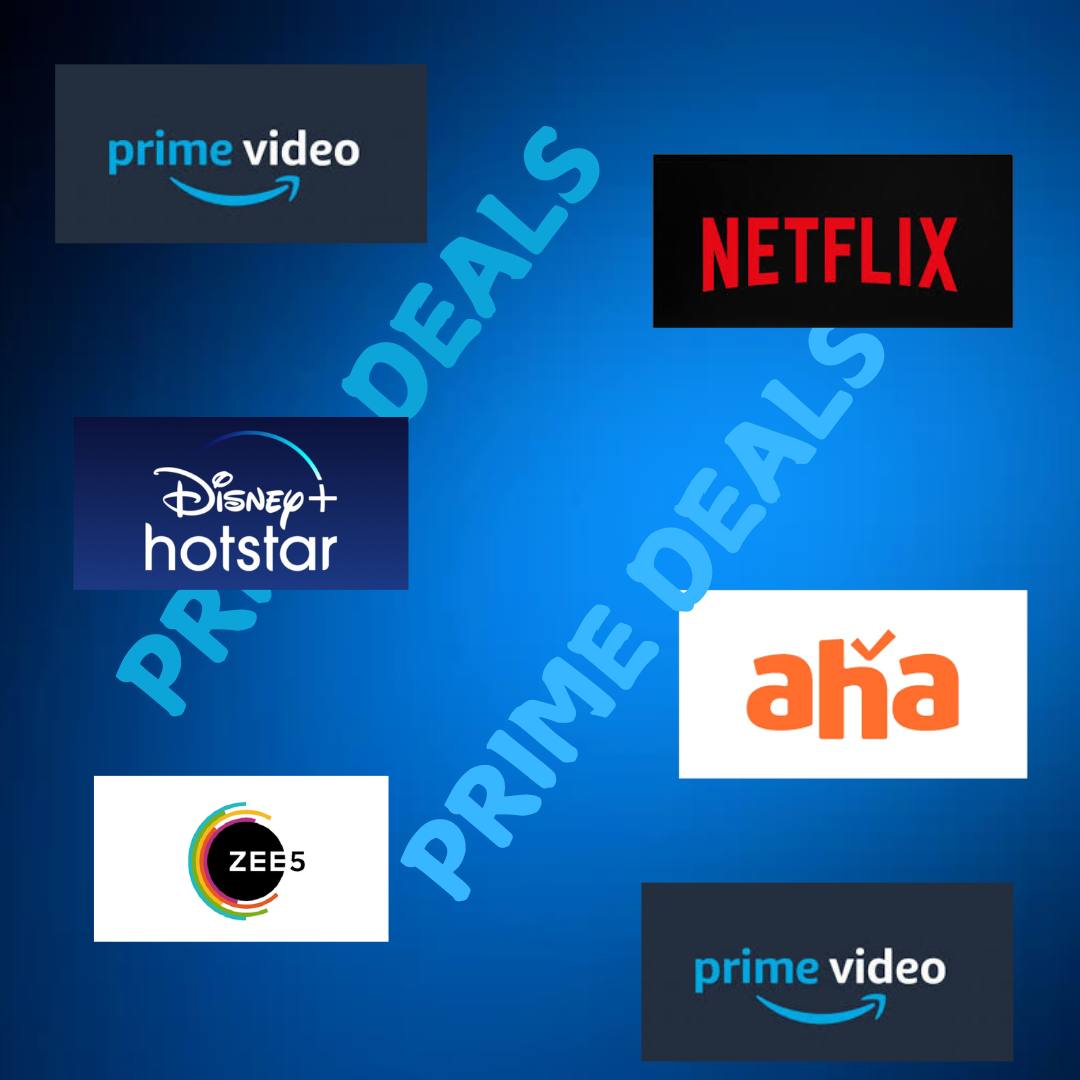 prime video
NETFLIX
PRIME DEALS
Disney+
hotstar
PRIME DEALS
aha
ZEE5
prime video